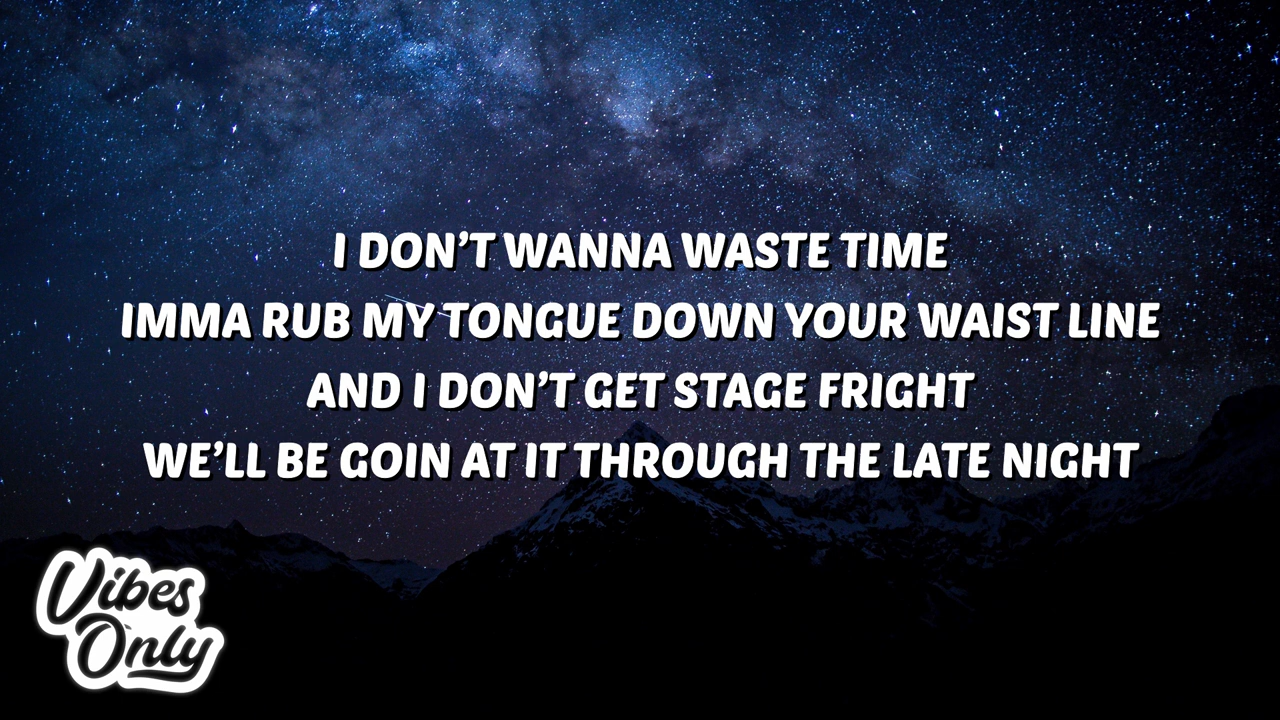 I DON’T WANNA WASTE TIME
IMMA RUB MY TONGUE DOWN YOUR WAIST LINE
AND I DON’T GET STAGE FRIGHT
WE’LL BE GOIN AT IT THROUGH THE LATE NIGHT
Vibes
Only